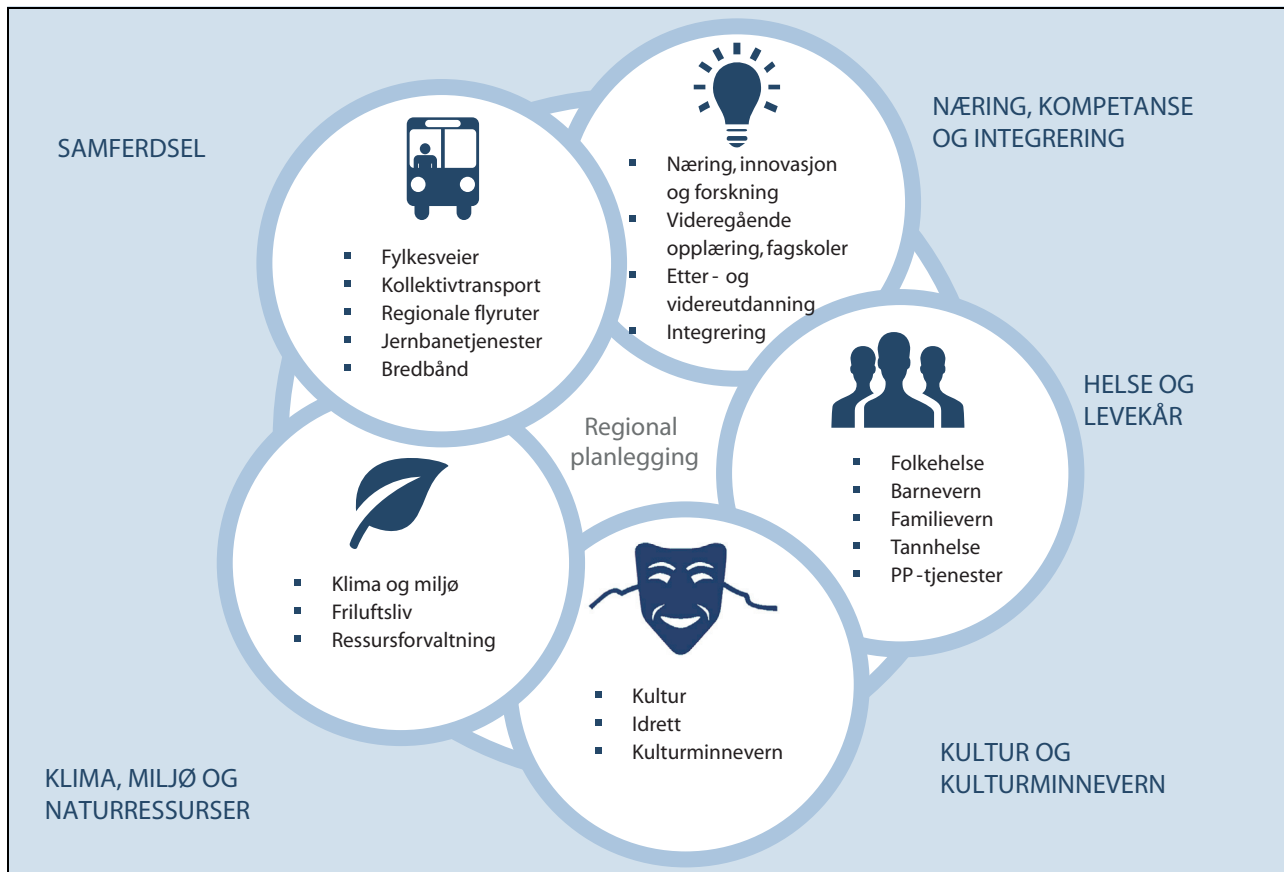 SAMFERDSEL
Fylkesveier
Kollektivtransport
Regionale flyruter
Jernbanetjenester
Bredbånd
NÆRING, KOMPETANSE
OG INTEGRERING
Næring, innovasjon
og forskning
Videregående
opplæring, fagskoler
Etter- og
videreutdanning
Integrering
HELSE OG
LEVEKÅR
Folkehelse
Barnevern
Familievern
Tannhelse
PP-tjenester
Regional
planlegging
Klima og miljø
Friluftsliv
Ressursforvaltning
KLIMA, MILJØ OG
NATURRESSURSER
Kultur
Idrett
Kulturminnevern
KULTUR OG
KULTURMINNEVERN